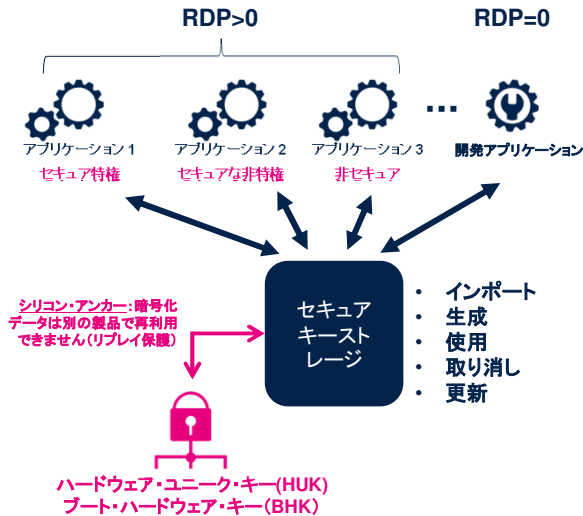 RDP>0
RDP=0
アプリケーション 1
セキュア特権
アプリケーション 2
セキュアな非特権
アプリケーション 3
非セキュア
...
開発アプリケーション
シリコン・アンカー：暗号化
データは別の製品で再利用
できません（リプレイ保護）
セキュア
キースト
レージ
• インポート
• 生成
• 使用
• 取り消し
• 更新
ハードウェア・ユニーク・キー(HUK)
ブート・ハードウェア・キー（BHK）